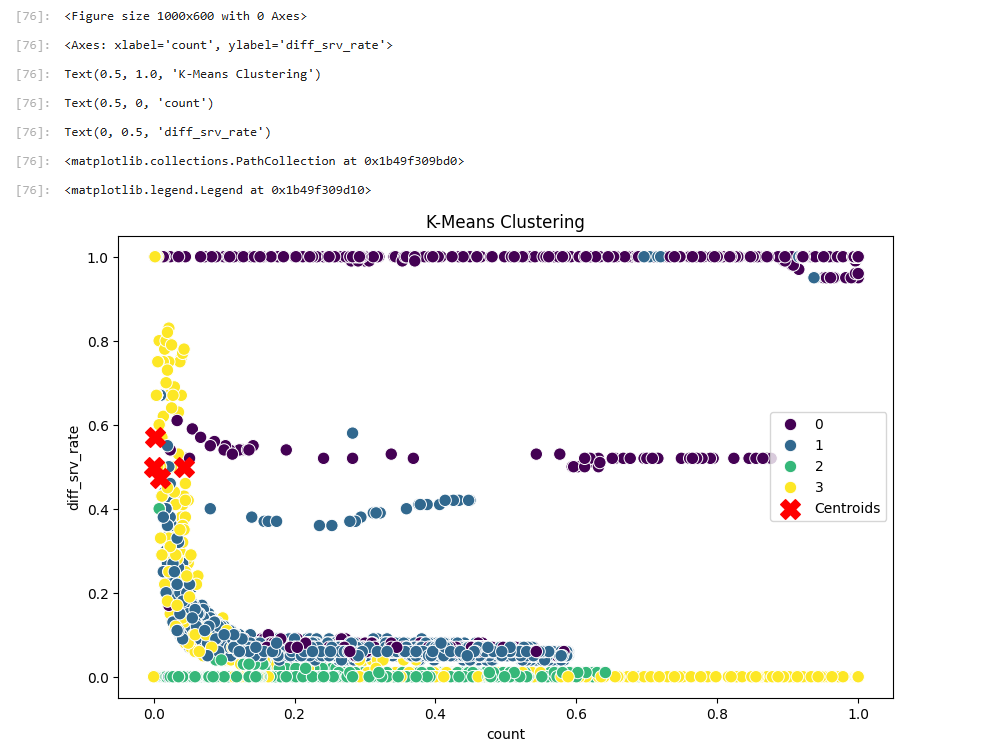 [76]: <Figure size 1000x600 with 0 Axes>
[76]: <Axes: xlabel='count', ylabel='diff_srv_rate'>
[76]: Text(0.5, 1.0, 'K-Means Clustering')
[76]: Text(0.5, 0, 'count')
[76]: Text(0, 0.5, 'diff_srv_rate')
[76]: <matplotlib.collections.PathCollection at 0x1b49f309bd0>
[76]: <matplotlib.legend.Legend at 0x1b49f309d10>
K-Means Clustering
1.0
0.8
0.6
0.4
0.2
0.0
diff_srv_rate
0
1
2
3
Centroids
0.0 0.2 0.4 0.6 0.8 1.0
count